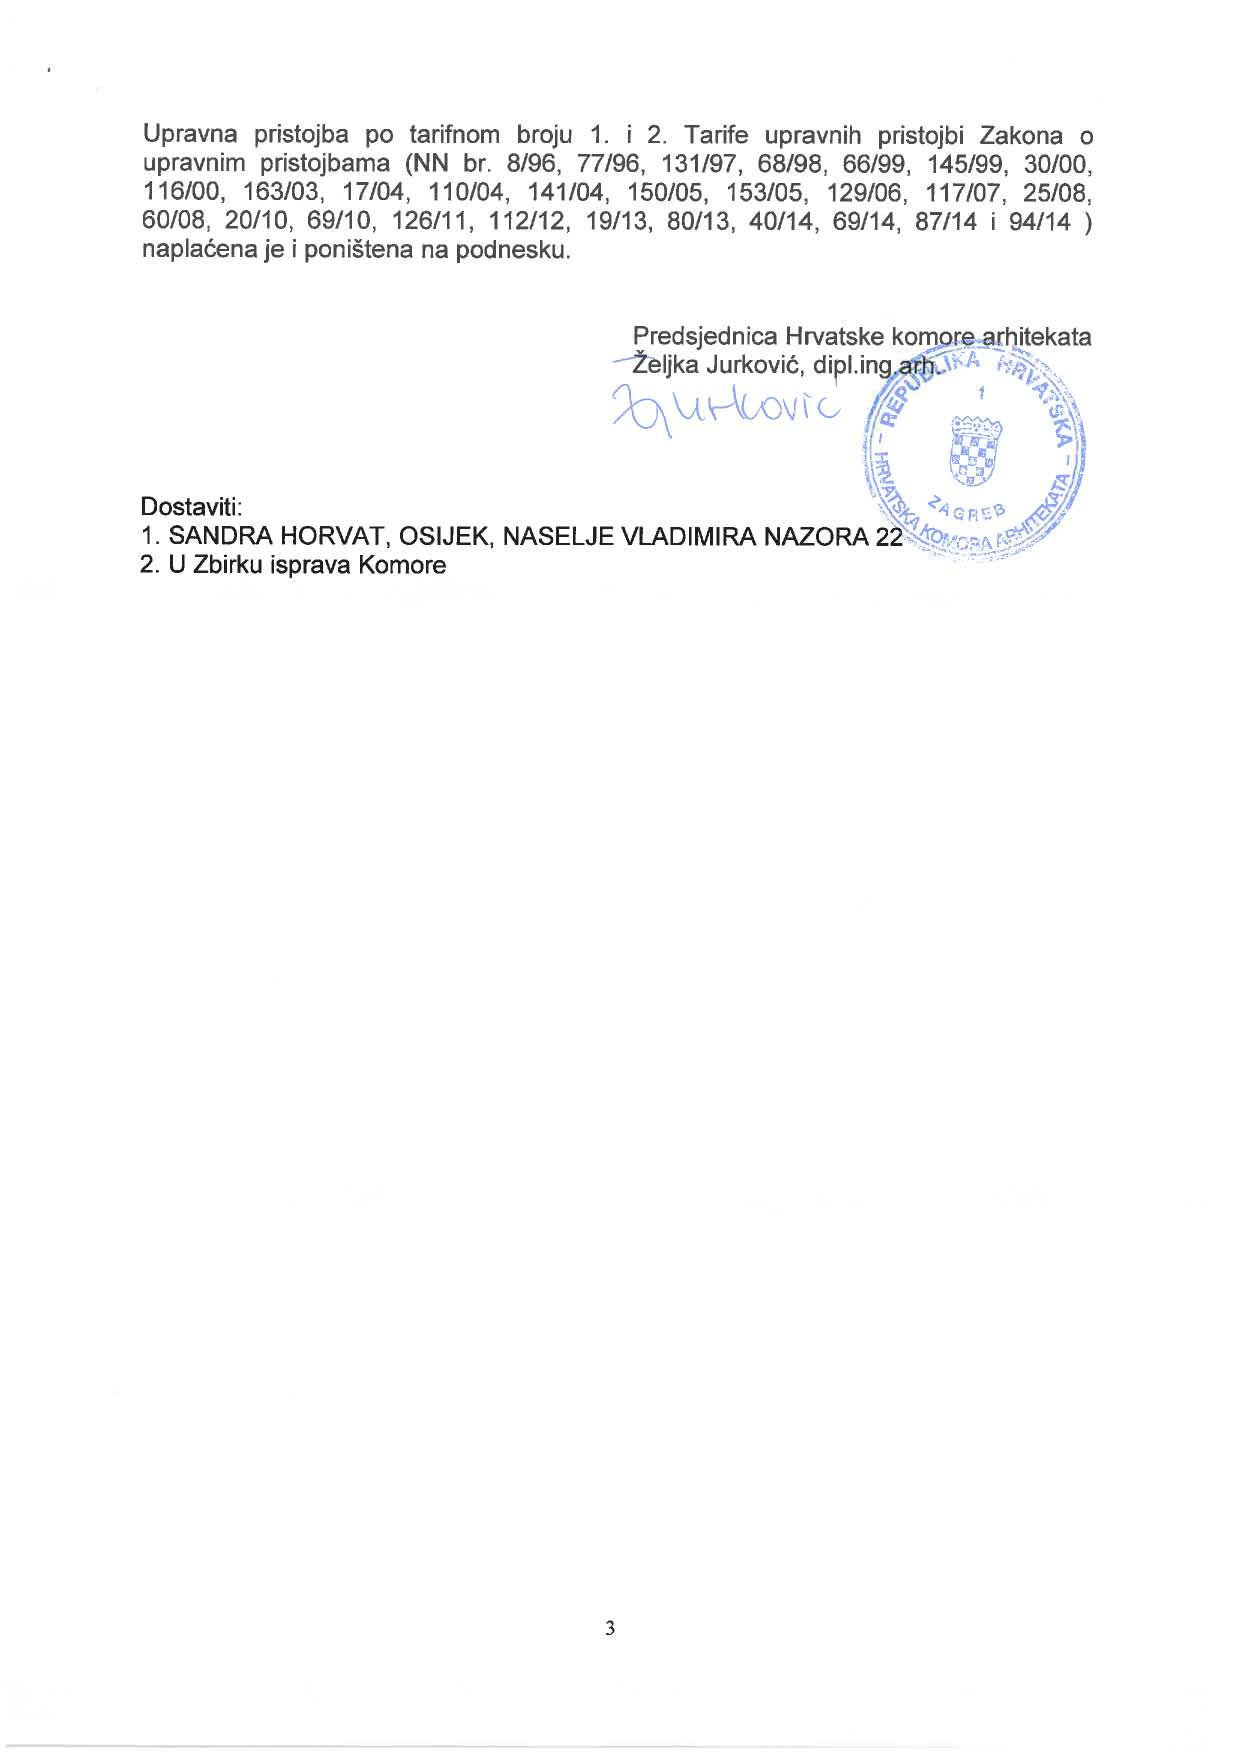 Upravna pristojba po tarifnom broju 1. i 2. Tarife upravnih pristojbi Zakona o
upravnim pristojbama (NN br. 8/96, 77/96, 131/97, 68/98, 66/99, 145/99, 30/00,
116/00, 163/03, 17/04, 110/04, 141/04, 150/05, 153/05, 129/06, 117/07, 25/08,
60/08, 20/10, 69/10, 126/11, 112/12, 19/13, 80/13, 40/14, 69/14, 87/14 i 94/14 )
naplaćena je i poništena na podnesku.
Predsjednica Hrvatske komore arhitekata
Željka Jurković, dipl.ing.arh.
Žjurković
REPUBLIKA HRVATSKA
1
ZAGREB
HRVATSKA KOMORA ARHITEKATA
Dostaviti:
1. SANDRA HORVAT, OSIJEK, NASELJE VLADIMIRA NAZORA 22
2. U Zbirku isprava Komore
3